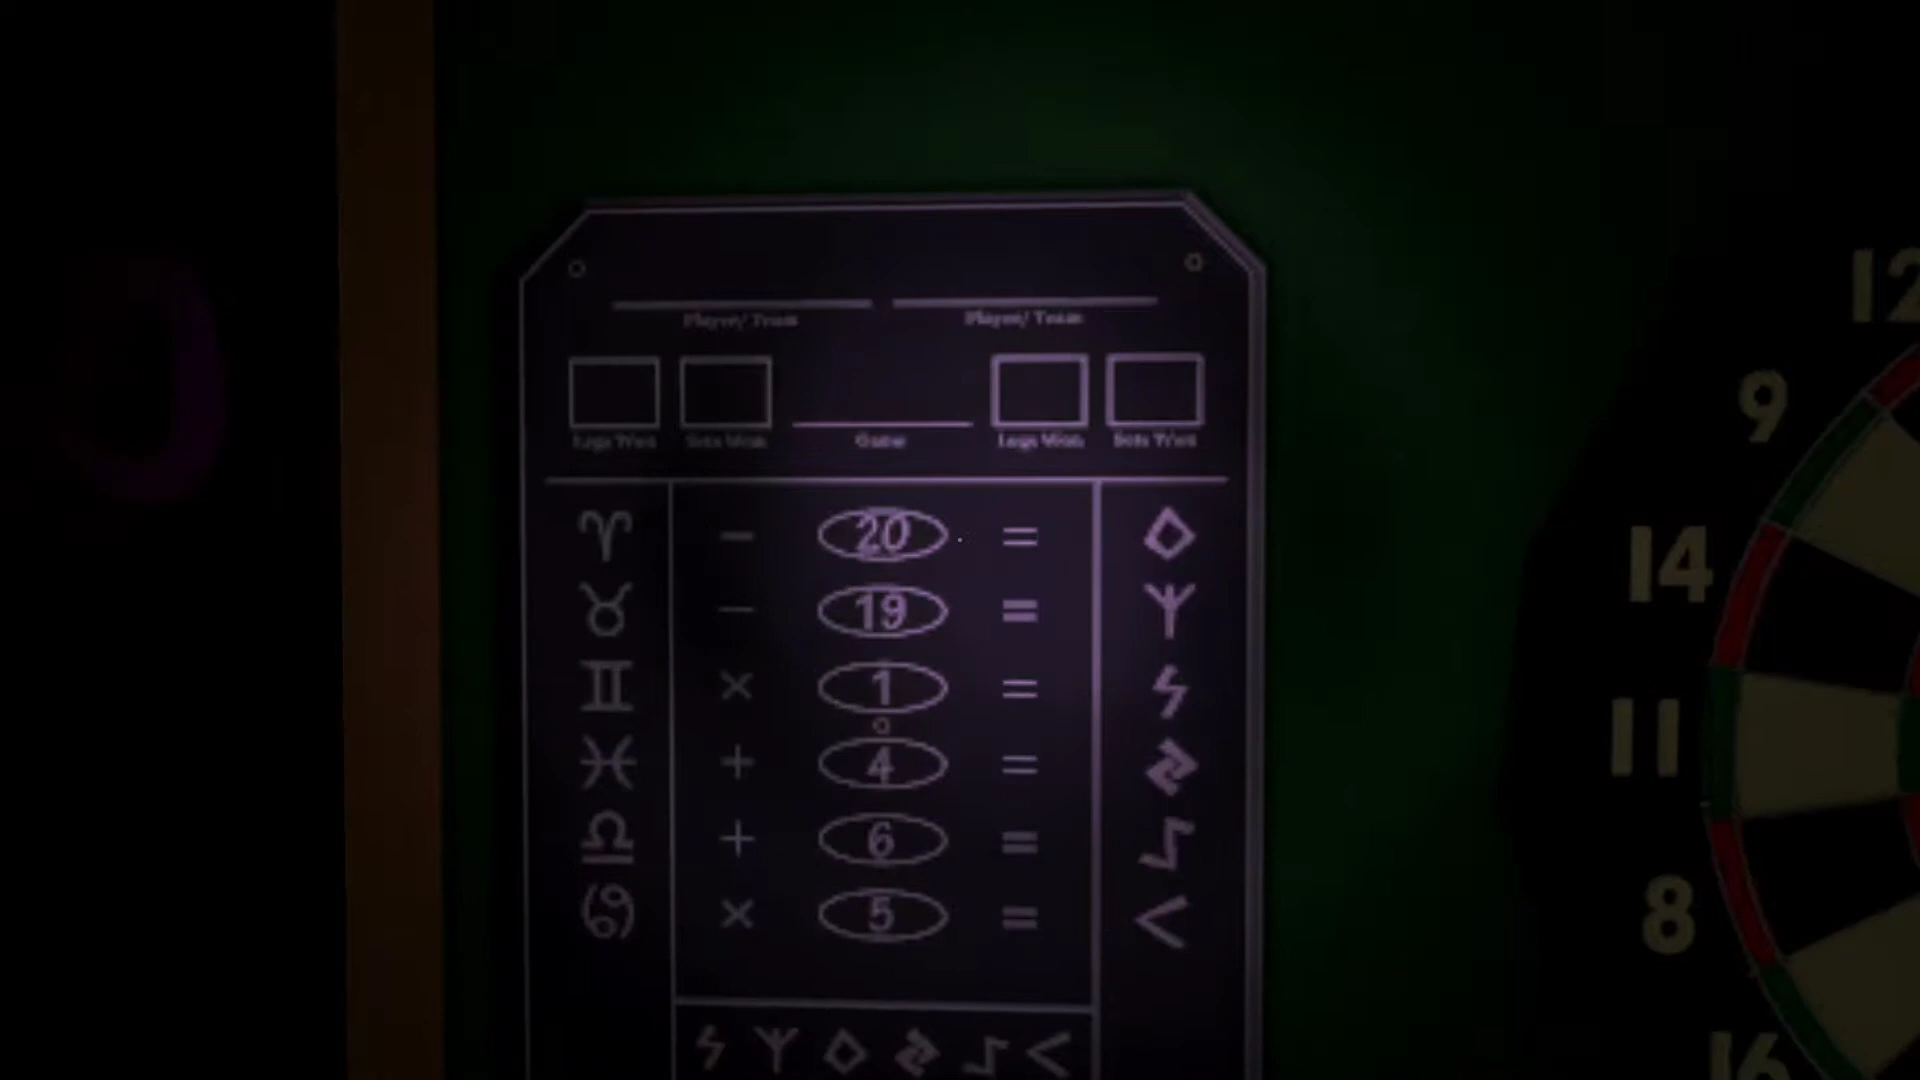 Player/ Team Player/ Team
Legs Won Sets Won Game Legs Won Sets Won
♈ − 20 = ᛜ
♉ − 19 = ᛉ
♊ × 1 = ᛋ
♓ + 4 =
♎ + 6 =
♋ × 5 = ᚲ
ᛋ ᛉ ᛜ
12
9
14
11
8
16